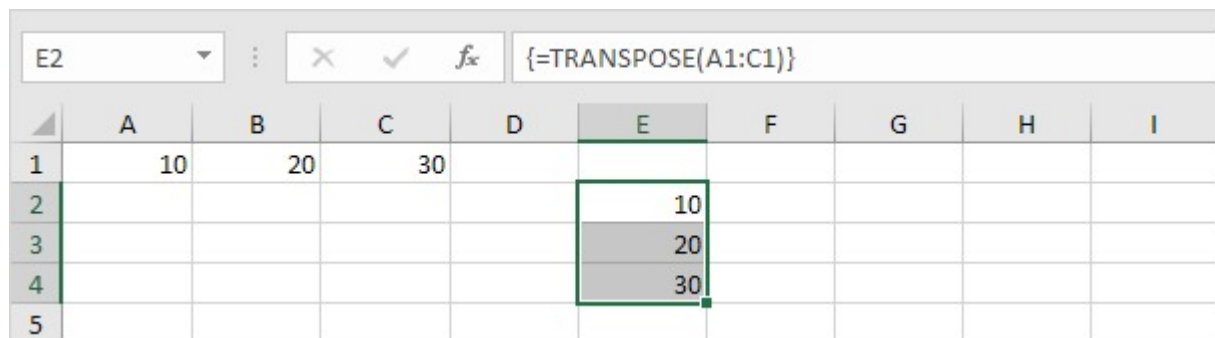 E2 fx {=TRANSPOSE(A1:C1)}
A B C D E F G H I
1 10 20 30
2 10
3 20
4 30
5